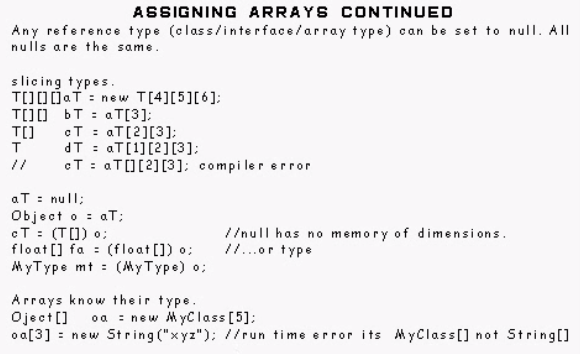 ASSIGNING ARRAYS CONTINUED
Any reference type (class/interface/array type) can be set to null. All
nulls are the same.
slicing types.
T[][][]aT = new T[4][5][6];
T[][] bT = aT[3];
T[] cT = aT[2][3];
T dT = aT[1][2][3];
// cT = aT[][2][3]; compiler error
aT = null;
Object o = aT;
cT = (T[]) o; //null has no memory of dimensions.
float[] fa = (float[]) o; //...or type
MyType mt = (MyType) o;
Arrays know their type.
Oject[] oa = new MyClass[5];
oa[3] = new String("xyz"); //run time error its MyClass[] not String[]